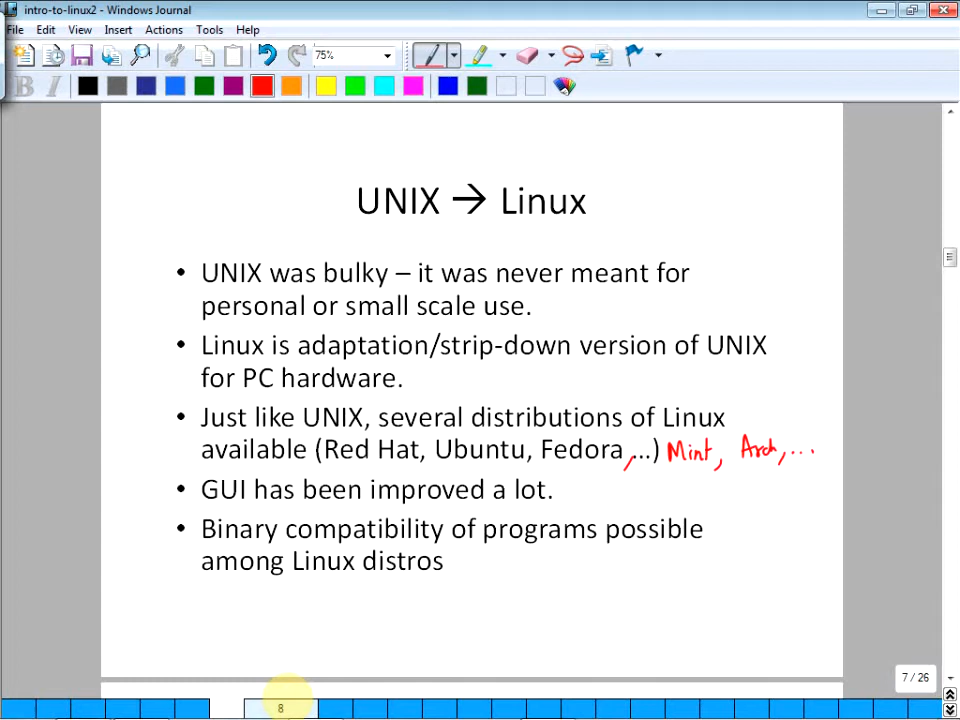 intro-to-linux2 - Windows Journal
File Edit View Insert Actions Tools Help
75%
B I
UNIX → Linux
• UNIX was bulky – it was never meant for
personal or small scale use.
• Linux is adaptation/strip-down version of UNIX
for PC hardware.
• Just like UNIX, several distributions of Linux
available (Red Hat, Ubuntu, Fedora ,...) Mint, Arch, ...
• GUI has been improved a lot.
• Binary compatibility of programs possible
among Linux distros
7 / 26
8